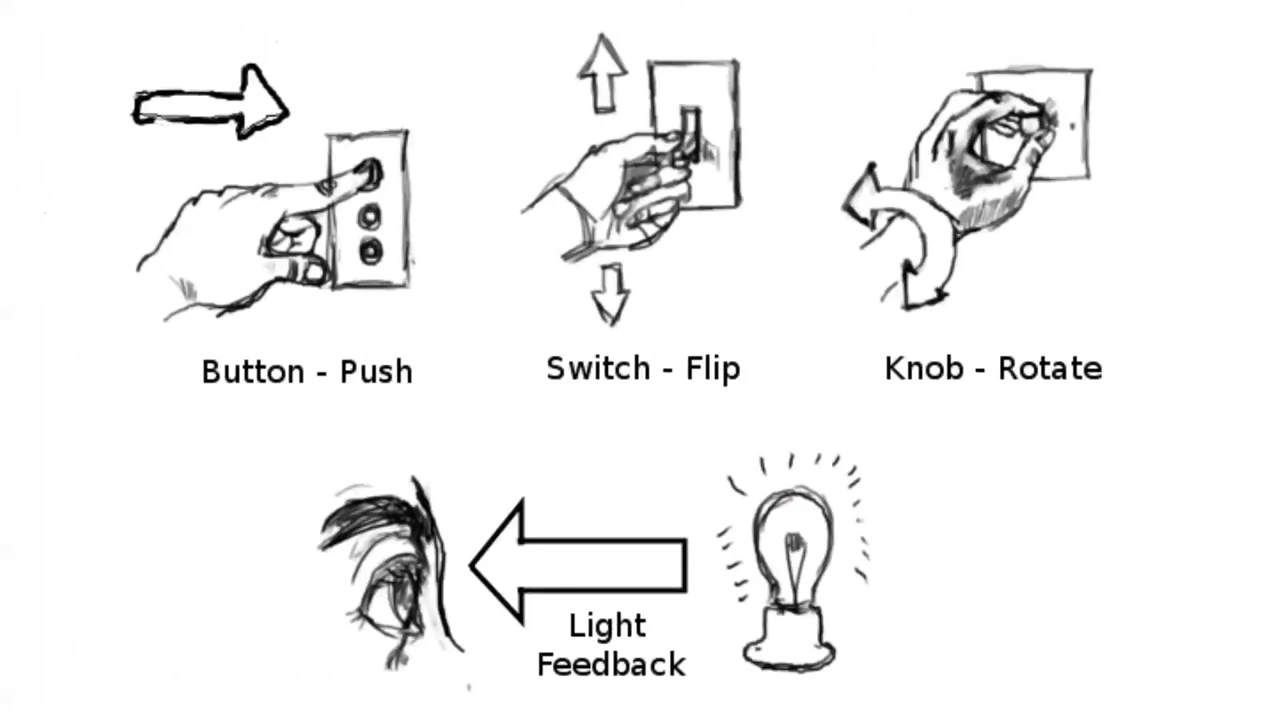 Button - Push
Switch - Flip
Knob - Rotate
Light
Feedback